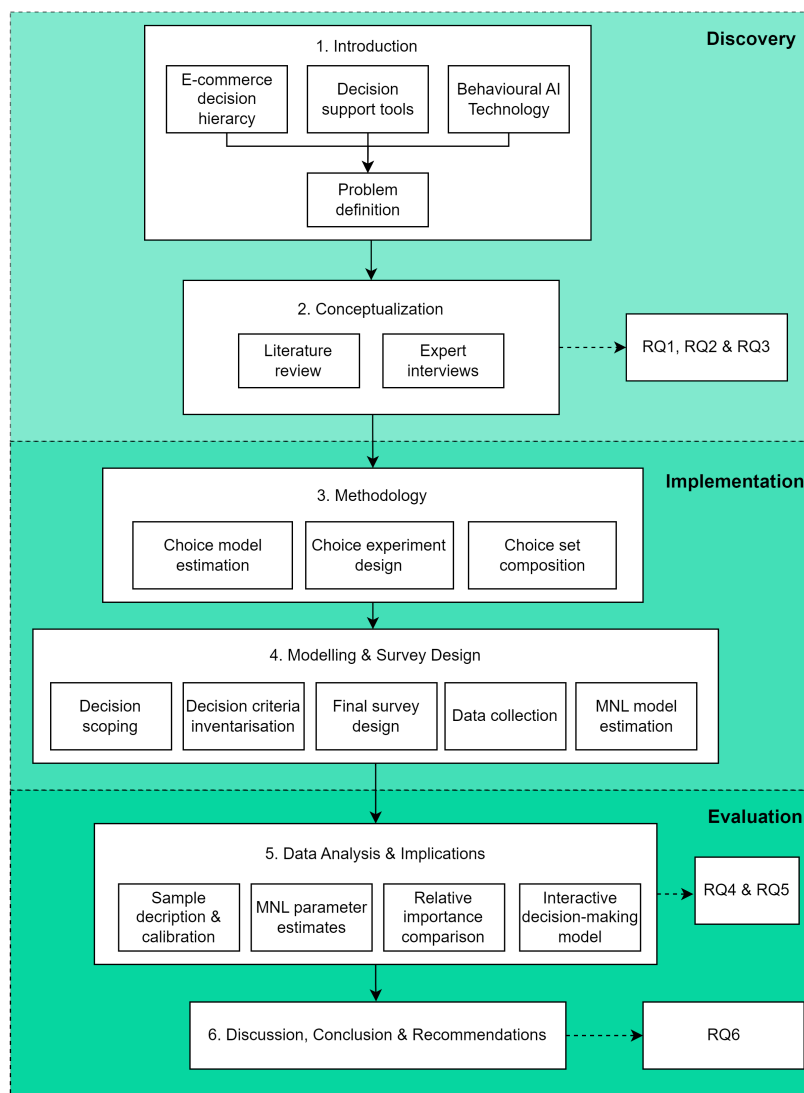 Discovery
1. Introduction
E-commerce
decision
hierarcy
Decision
support tools
Behavioural AI
Technology
Problem
definition
2. Conceptualization
Literature
review
Expert
interviews
RQ1, RQ2 & RQ3
Implementation
3. Methodology
Choice model
estimation
Choice experiment
design
Choice set
composition
4. Modelling & Survey Design
Decision
scoping
Decision criteria
inventarisation
Final survey
design
Data collection
MNL model
estimation
Evaluation
5. Data Analysis & Implications
Sample
decription &
calibration
MNL parameter
estimates
Relative
importance
comparison
Interactive
decision-making
model
RQ4 & RQ5
6. Discussion, Conclusion & Recommendations
RQ6